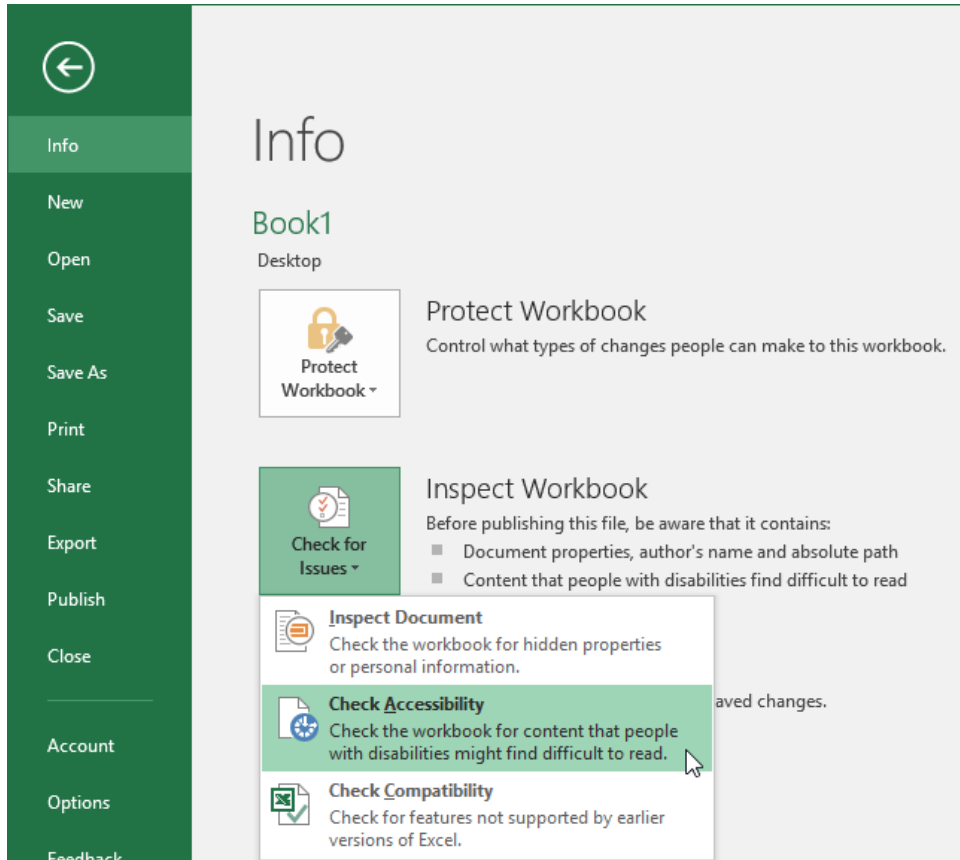 Info
New
Open
Save
Save As
Print
Share
Export
Publish
Close
Account
Options
Feedback
Info
Book1
Desktop
Protect
Workbook
Protect Workbook
Control what types of changes people can make to this workbook.
Check for
Issues
Inspect Workbook
Before publishing this file, be aware that it contains:
Document properties, author's name and absolute path
Content that people with disabilities find difficult to read
Inspect Document
Check the workbook for hidden properties
or personal information.
Check Accessibility
Check the workbook for content that people
with disabilities might find difficult to read.
aved changes.
Check Compatibility
Check for features not supported by earlier
versions of Excel.